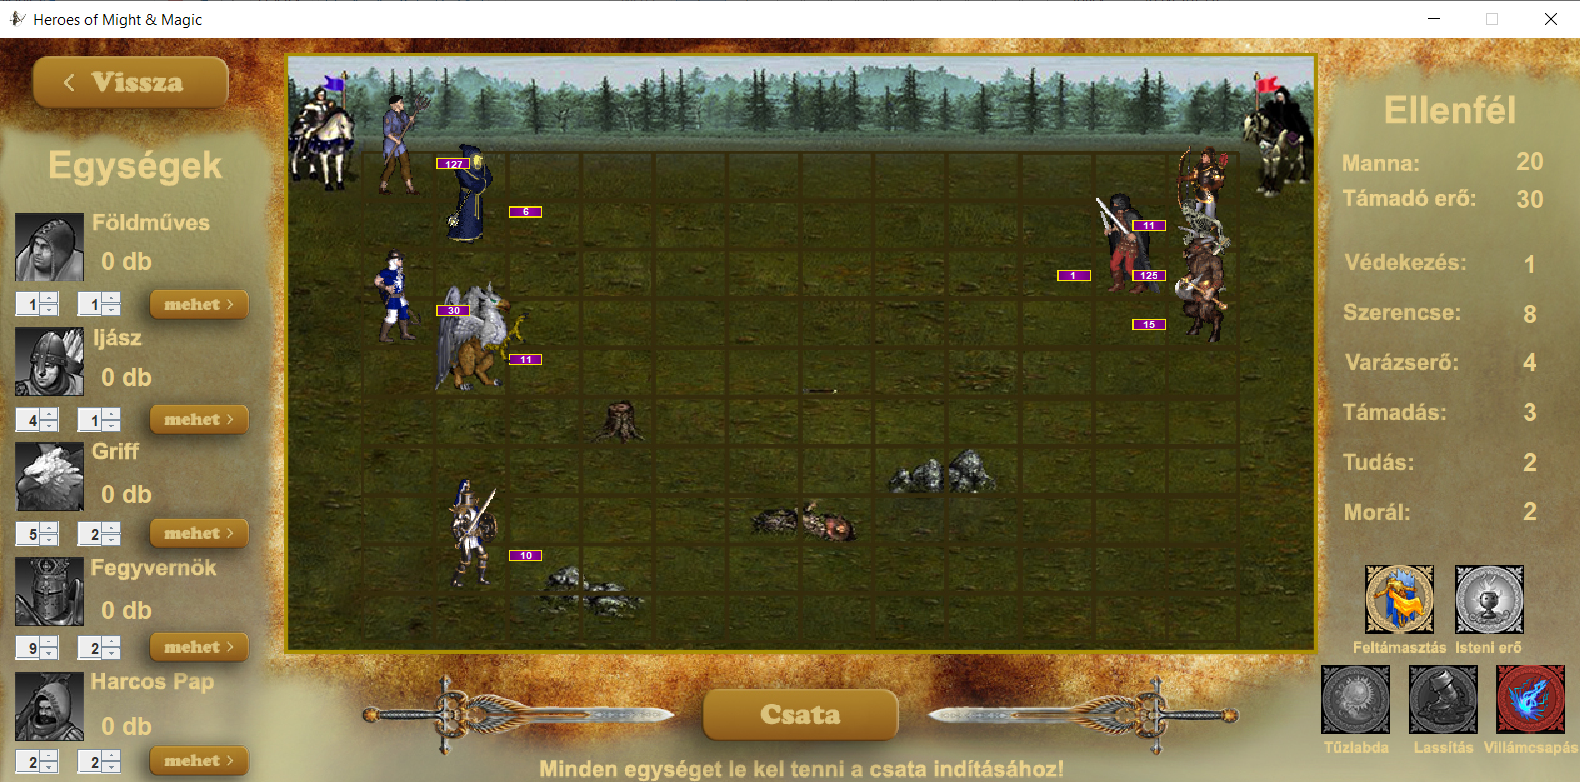 Heroes of Might & Magic
Vissza
Egységek
Földműves
0 db
1 1 mehet >
Ijász
0 db
4 1 mehet >
Griff
0 db
5 2 mehet >
Fegyvernök
0 db
9 2 mehet >
Harcos Pap
0 db
2 2 mehet >
127
6
30
11
10
11
1 125
15
Csata
Minden egységet le kel tenni a csata indításához!
Ellenfél
Manna: 20
Támadó erő: 30
Védekezés: 1
Szerencse: 8
Varázserő: 4
Támadás: 3
Tudás: 2
Morál: 2
Feltámasztás Isteni erő
Tűzlabda Lassítás Villámcsapás